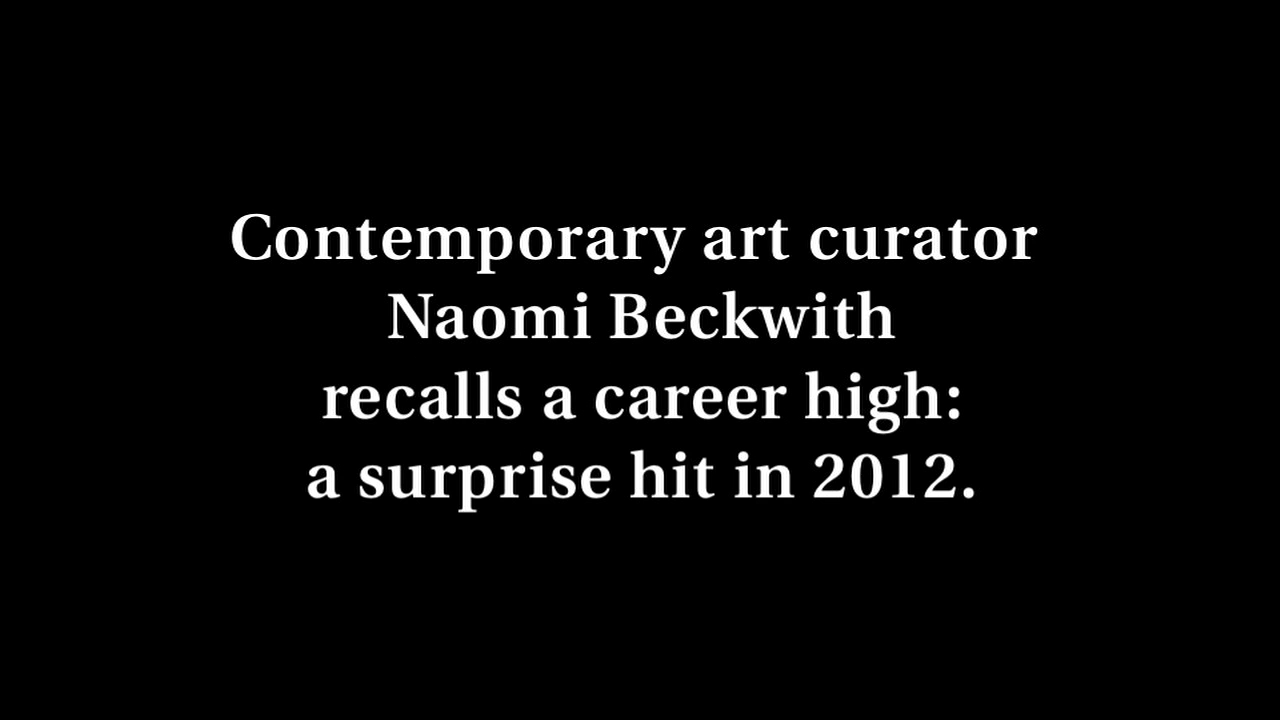 Contemporary art curator
Naomi Beckwith
recalls a career high:
a surprise hit in 2012.